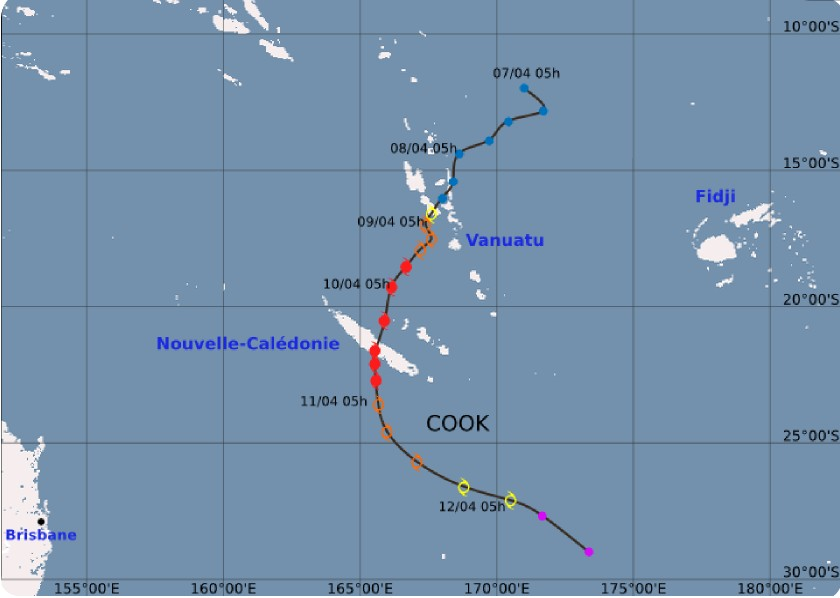 10°00'S
07/04 05h
08/04 05h
15°00'S
Fidji
09/04 05h
Vanuatu
10/04 05h
20°00'S
Nouvelle-Calédonie
11/04 05h
COOK
25°00'S
12/04 05h
Brisbane
30°00'S
155°00'E
160°00'E
165°00'E
170°00'E
175°00'E
180°00'E